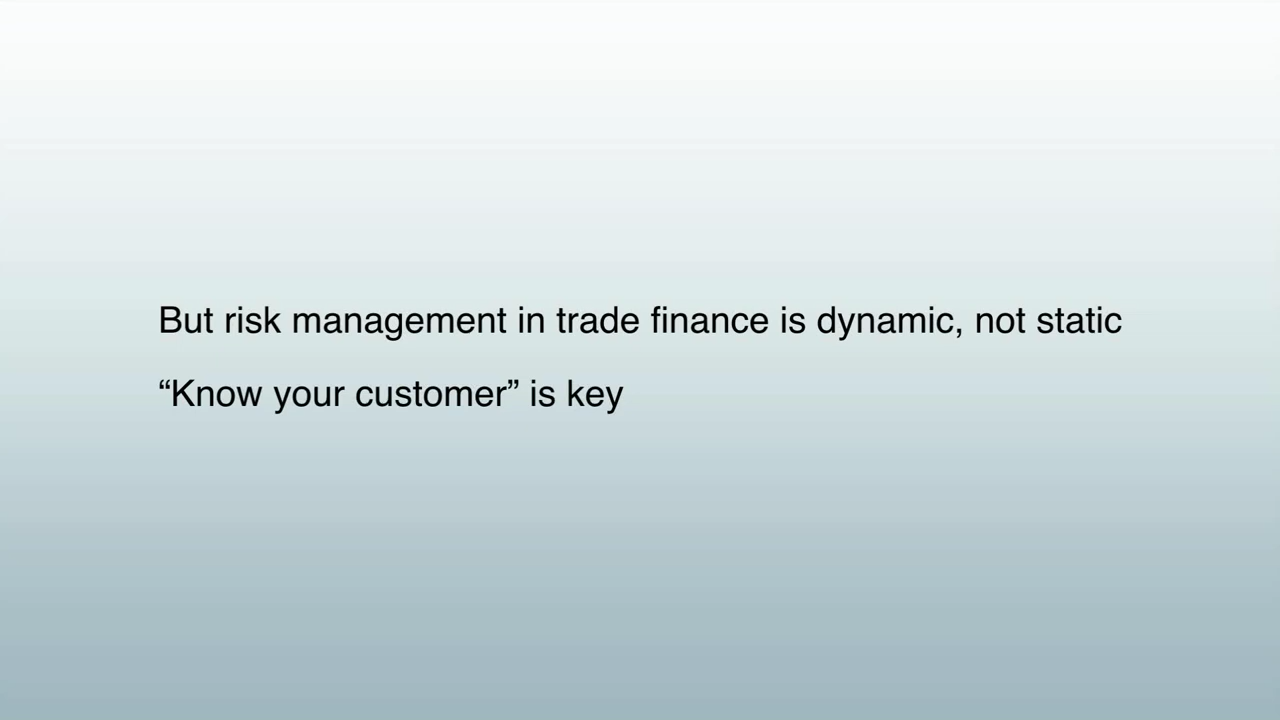 But risk management in trade finance is dynamic, not static
“Know your customer” is key